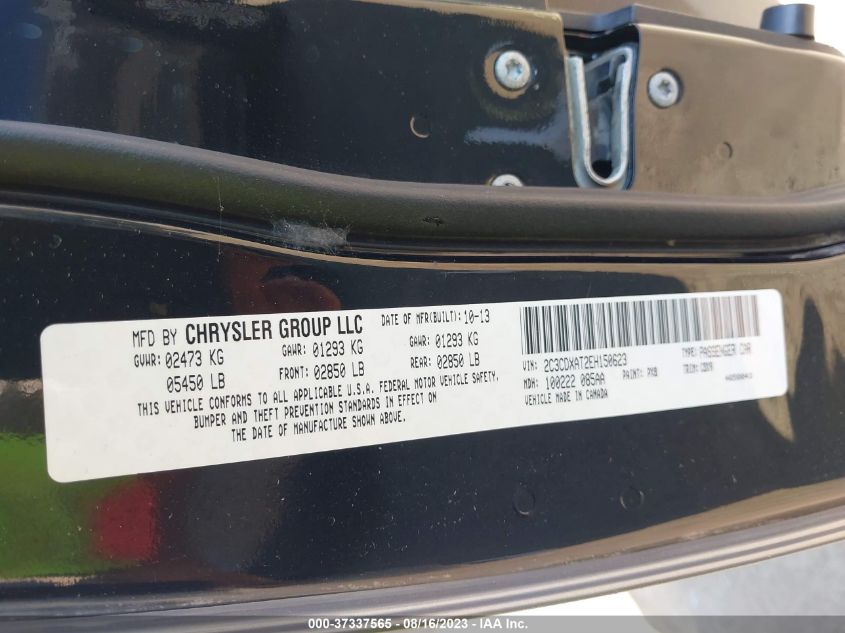 MFD BY CHRYSLER GROUP LLC DATE OF MFR(BUILT): 10-13
GVWR: 02473 KG GAWR: 01293 KG GAWR: 01293 KG
05450 LB FRONT: 02850 LB REAR: 02850 LB
THIS VEHICLE CONFORMS TO ALL APPLICABLE U.S.A. FEDERAL MOTOR VEHICLE SAFETY,
BUMPER AND THEFT PREVENTION STANDARDS IN EFFECT ON
THE DATE OF MANUFACTURE SHOWN ABOVE.
VIN: 2C3CDXAT2EH150623 TYPE: PASSENGER CAR
MDH: 100222 085AA PAINT: PX8 TRIM:
VEHICLE MADE IN CANADA
000-37337565 - 08/16/2023 - © IAA Inc.